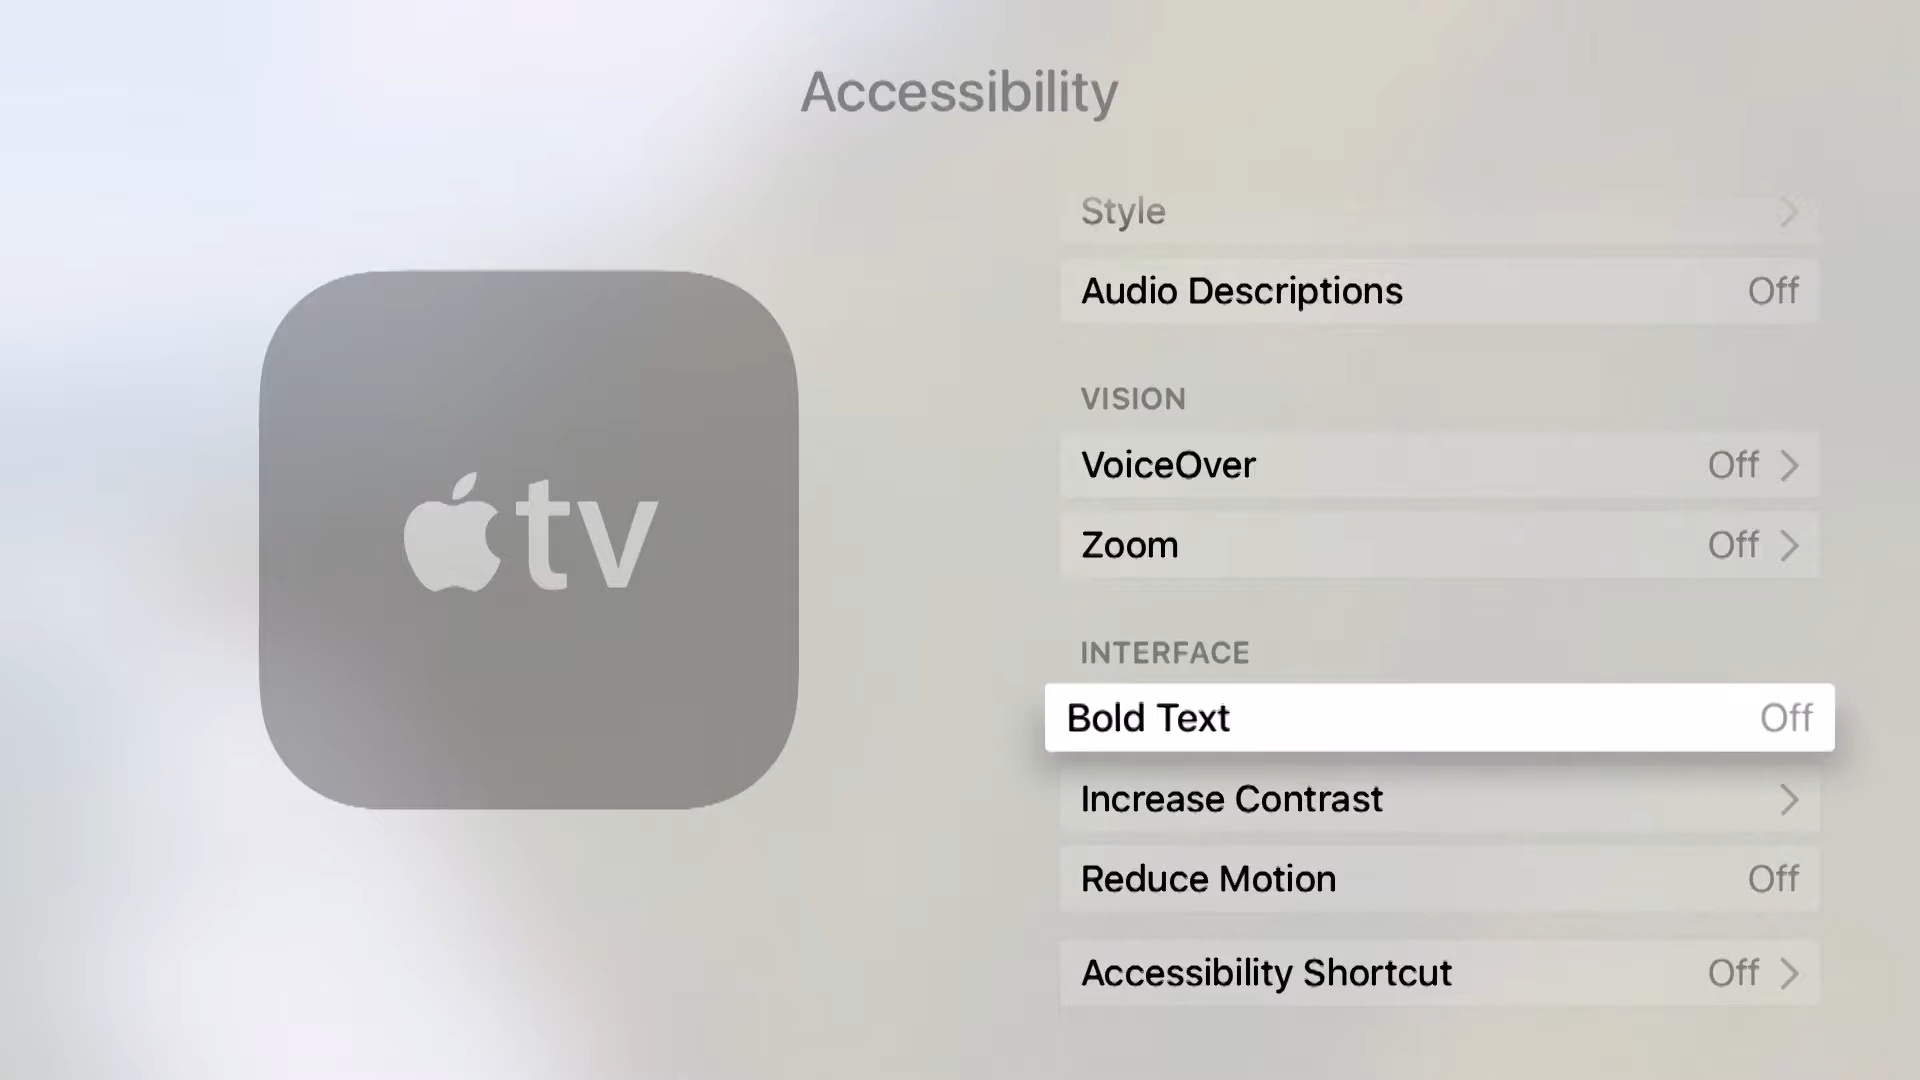 Accessibility
Style
Audio Descriptions Off
VISION
VoiceOver Off
Zoom Off
INTERFACE
tv
Bold Text Off
Increase Contrast
Reduce Motion Off
Accessibility Shortcut Off